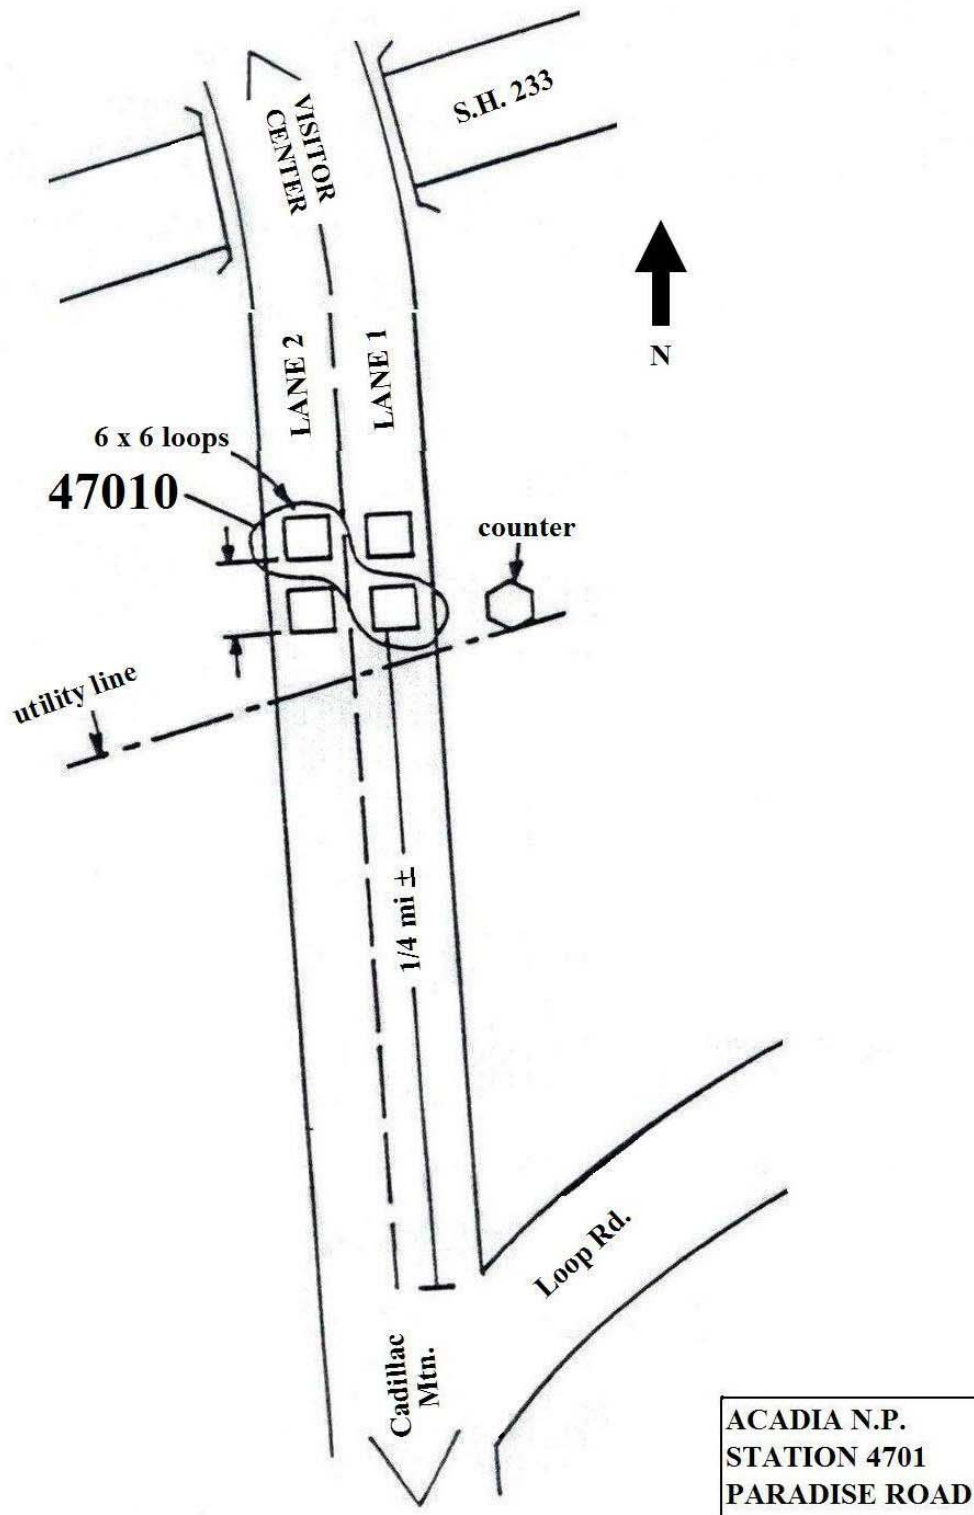 S.H. 233
VISITOR
CENTER
N
LANE 2
LANE 1
6 x 6 loops
47010
counter
utility line
1/4 mi ±
Loop Rd.
Cadillac
Mtn.
ACADIA N.P.
STATION 4701
PARADISE ROAD